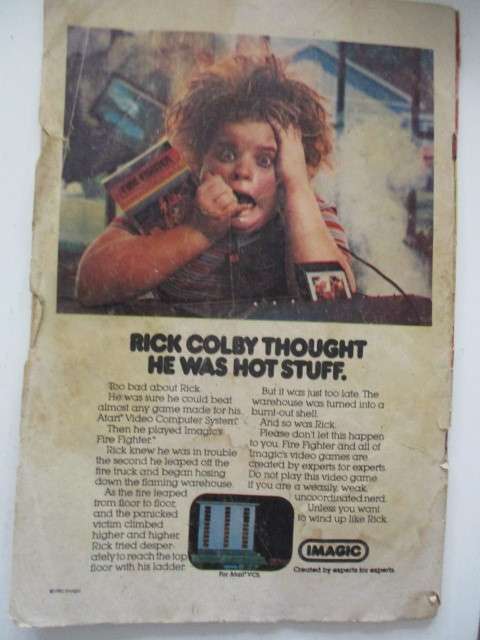 FIRE FIGHTER
RICK COLBY THOUGHT
HE WAS HOT STUFF.
Too bad about Rick.
He was sure he could beat
almost any game made for his
Atari® Video Computer System™.
Then he played Imagic's
Fire Fighter.™
Rick knew he was in trouble
the second he leaped off the
fire truck and began hosing
down the flaming warehouse.
As the fire leaped
from floor to floor,
and the panicked
victim climbed
higher and higher,
Rick tried desper-
ately to reach the top
floor with his ladder.
But it was just too late. The
warehouse was turned into a
burnt-out shell.
And so was Rick.
Please don't let this happen
to you. Fire Fighter and all of
Imagic's video games are
created by experts for experts.
Do not play this video game
if you are a weasily, weak,
uncoordinated nerd.
Unless you want
to wind up like Rick.
IMAGIC
Created by experts for experts.
For Atari® VCS.